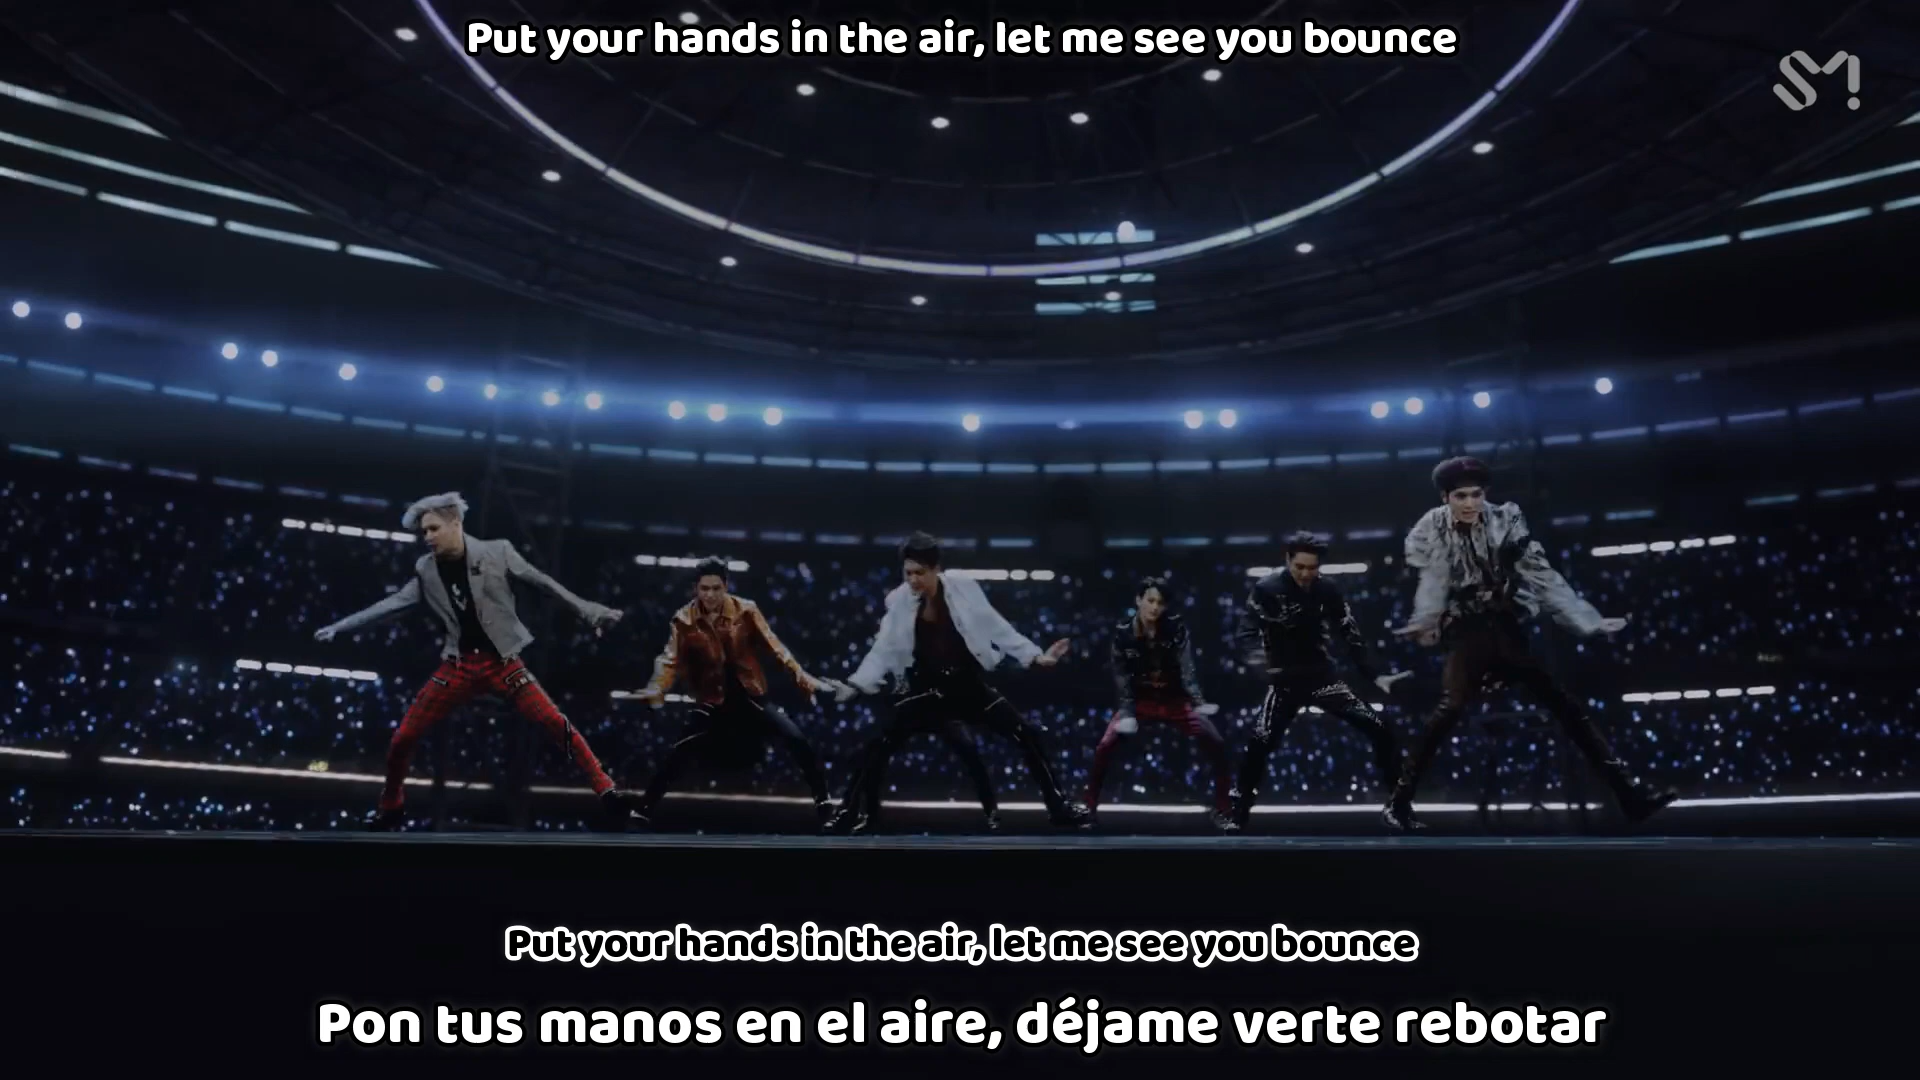 Put your hands in the air, let me see you bounce
SM!
Put your hands in the air, let me see you bounce
Pon tus manos en el aire, déjame verte rebotar